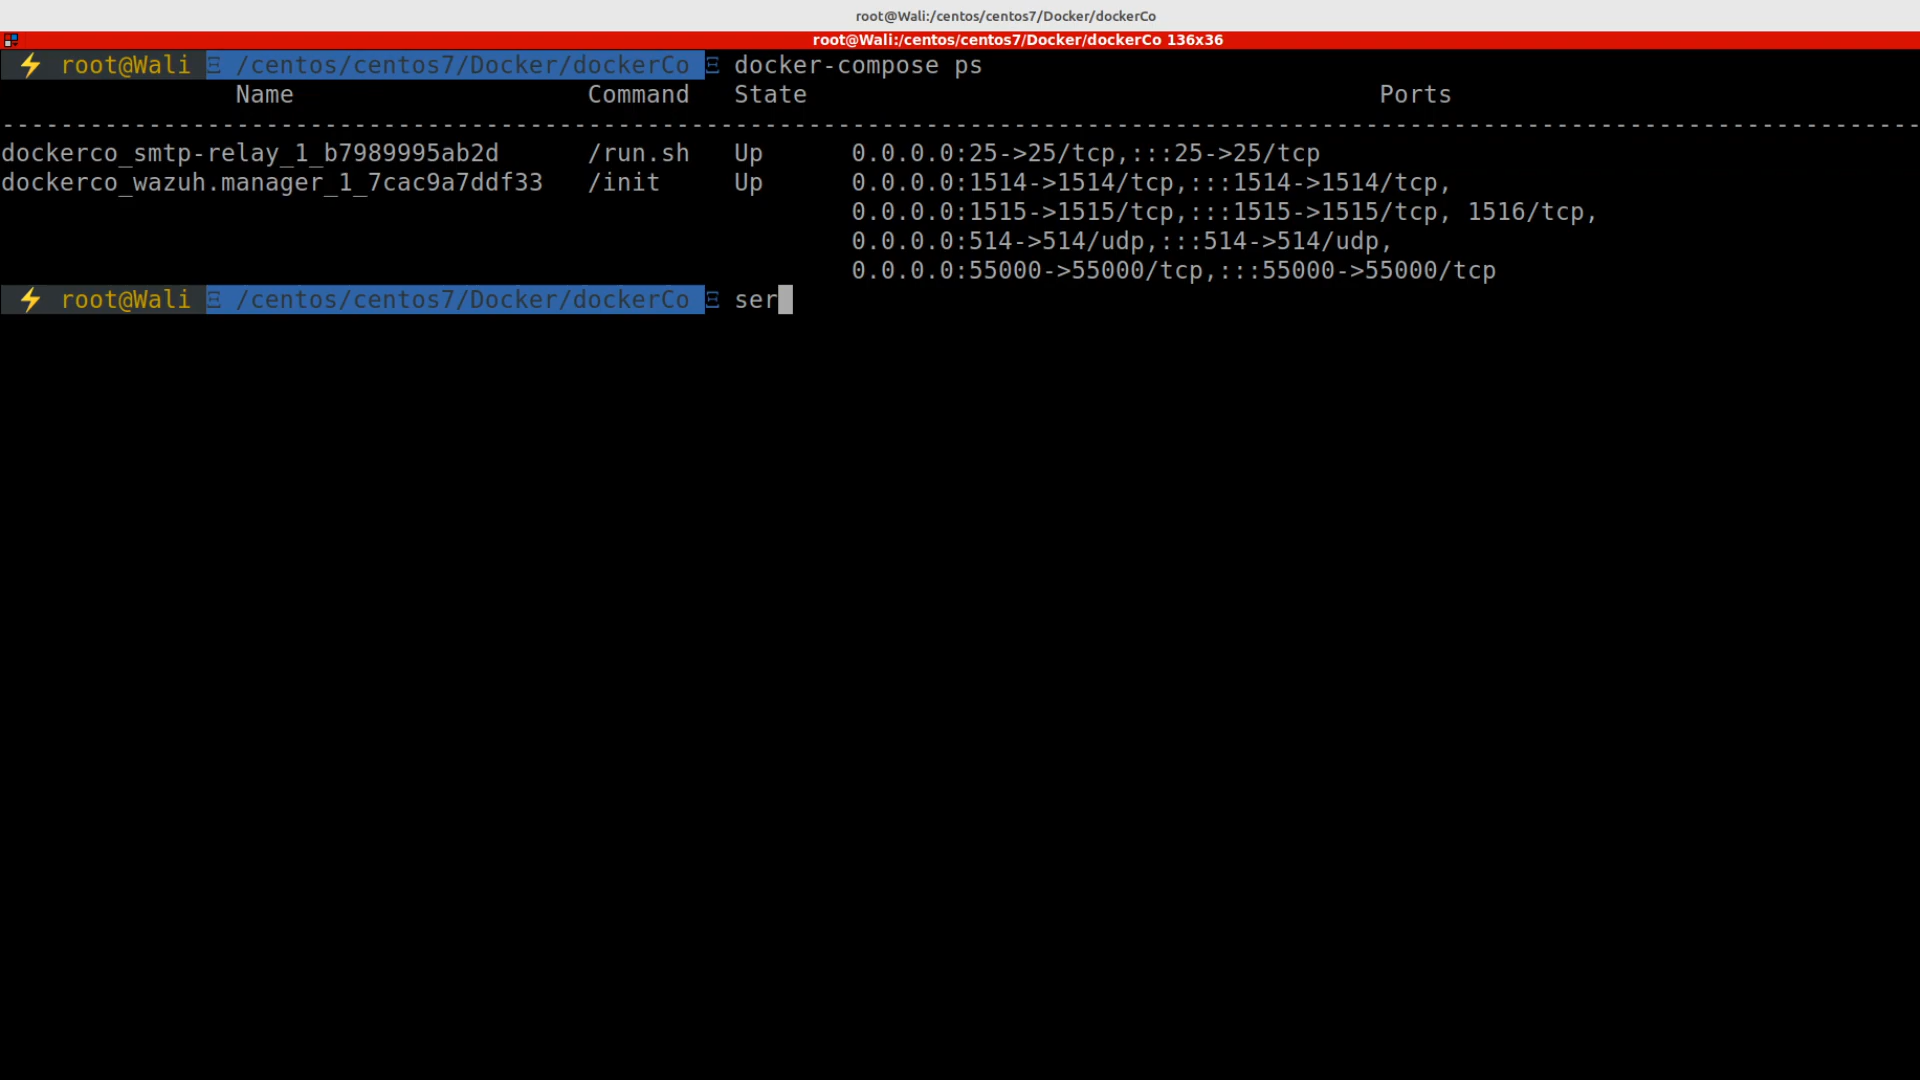 root@Wali:/centos/centos7/Docker/dockerCo
root@Wali:/centos/centos7/Docker/dockerCo 136x36
⚡ root@Wali Ξ /centos/centos7/Docker/dockerCo Ξ docker-compose ps
Name Command State Ports
----------------------------------------------------------------------------------------------------------------------------------------
dockerco_smtp-relay_1_b7989995ab2d /run.sh Up 0.0.0.0:25->25/tcp,:::25->25/tcp
dockerco_wazuh.manager_1_7cac9a7ddf33 /init Up 0.0.0.0:1514->1514/tcp,:::1514->1514/tcp,
0.0.0.0:1515->1515/tcp,:::1515->1515/tcp, 1516/tcp,
0.0.0.0:514->514/udp,:::514->514/udp,
0.0.0.0:55000->55000/tcp,:::55000->55000/tcp
⚡ root@Wali Ξ /centos/centos7/Docker/dockerCo Ξ ser